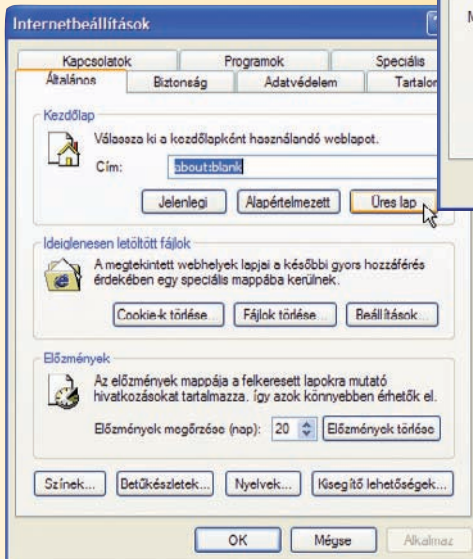 Internetbeállítások
Kapcsolatok Programok Speciális
Általános Biztonság Adatvédelem
Kezdőlap
Válassza ki a kezdőlapként használandó weblapot.
Cím: about:blank
Jelenlegi Alapértelmezett Üres lap
Ideiglenesen letöltött fájlok
A megtekintett webhelyek lapjai a későbbi gyors hozzáférés
érdekében egy speciális mappába kerülnek.
Cookie-k törlése... Fájlok törlése... Beállítások...
Előzmények
Az előzmények mappája a felkeresett lapokra mutató
hivatkozásokat tartalmazza. így azok könnyebben érhetők el.
Előzmények megőrzése (nap): 20 Előzmények törlése
Színek... Betűkészletek... Nyelvek... Kisegítő lehetőségek...
OK Mégse Alkalmaz